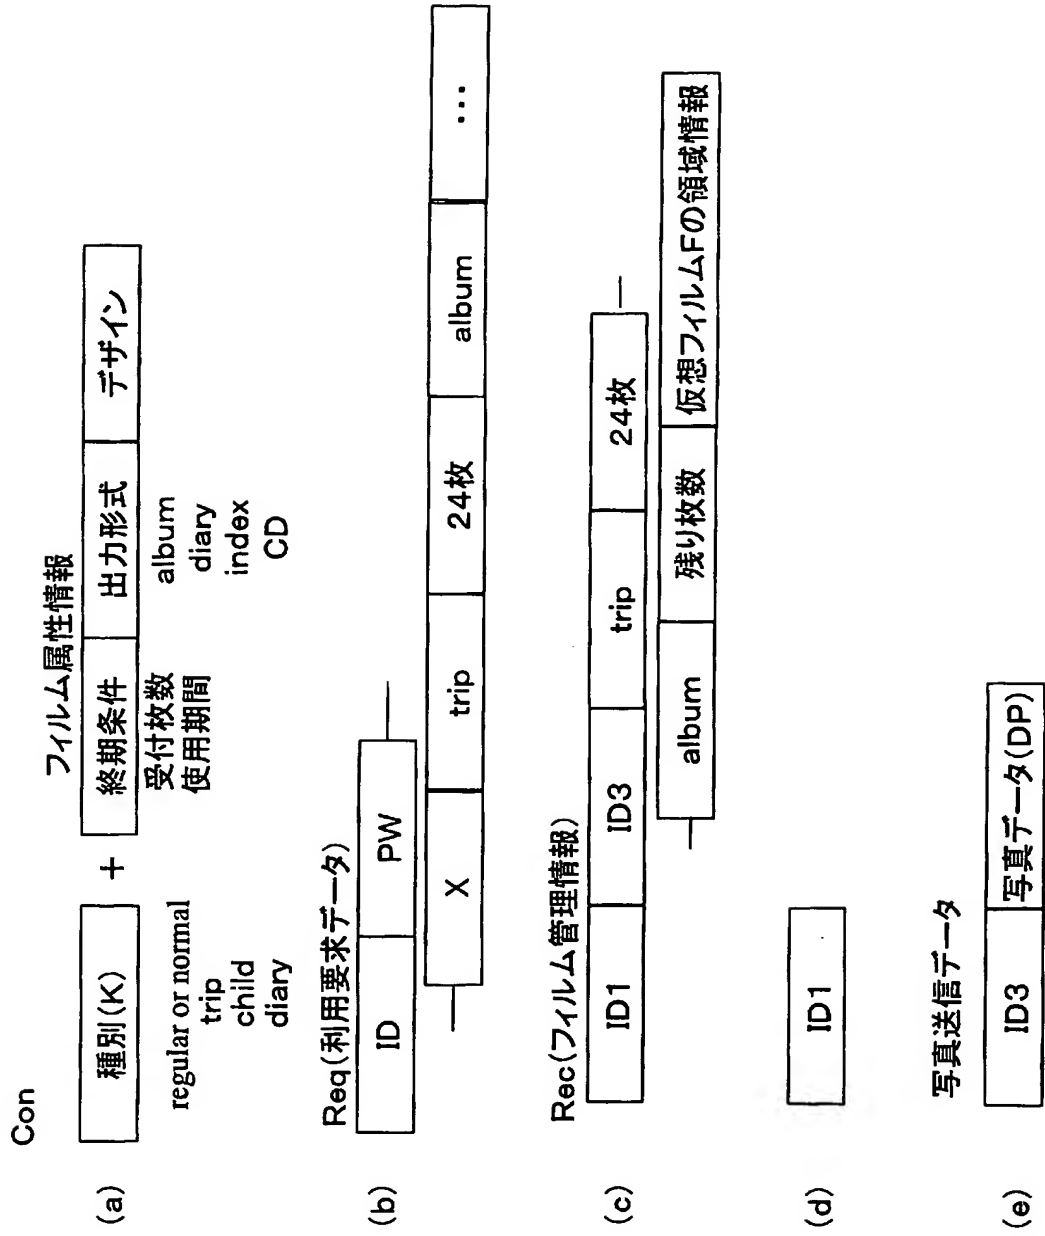 Con
フィルム属性情報
(a)
種別(K)
+
終期条件
出力形式
デザイン
regular or normal
trip
child
diary
受付枚数
使用期間
album
diary
index
CD
Req(利用要求データ)
(b)
ID
PW
X
trip
24枚
album
...
Rec(フィルム管理情報)
(c)
ID1
ID3
trip
24枚
album
残り枚数
仮想フィルムFの領域情報
(d)
ID1
写真送信データ
(e)
ID3
写真データ(DP)